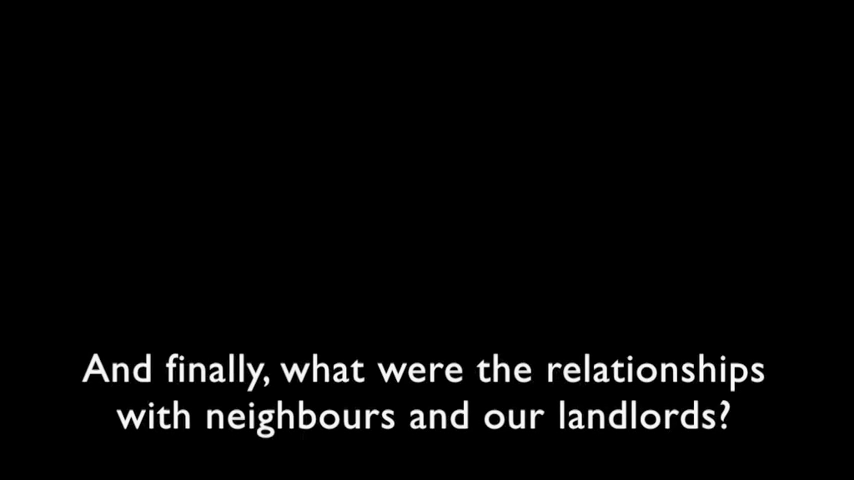 And finally, what were the relationships
with neighbours and our landlords?